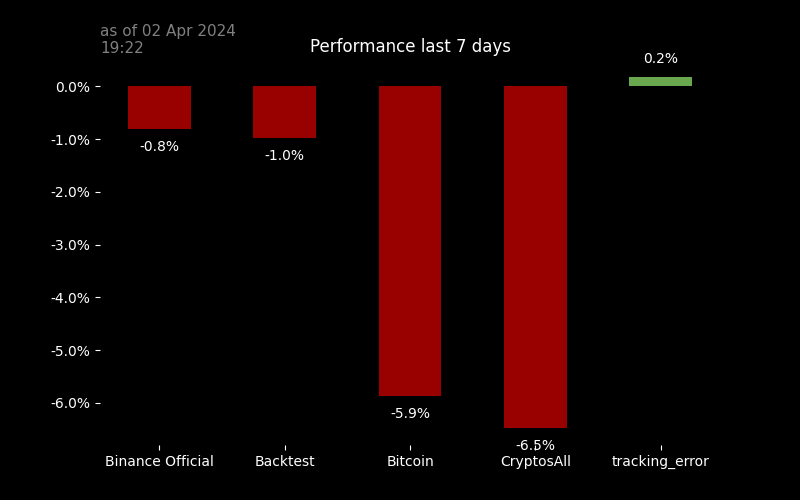 as of 02 Apr 2024
19:22
Performance last 7 days
0.2%
0.0%
-0.8%
-1.0%
-1.0%
-2.0%
-3.0%
-4.0%
-5.0%
-6.0%
-5.9%
-6.5%
Binance Official
Backtest
Bitcoin
CryptosAll
tracking_error